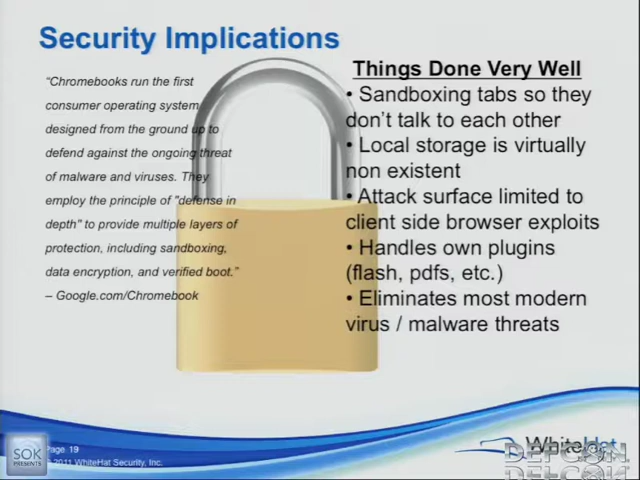 Security Implications
"Chromebooks run the first
consumer operating system
designed from the ground up to
defend against the ongoing threat
of malware and viruses. They
employ the principle of "defense in
depth" to provide multiple layers of
protection, including sandboxing,
data encryption, and verified boot."
– Google.com/Chromebook
Things Done Very Well
• Sandboxing tabs so they
don't talk to each other
• Local storage is virtually
non existent
• Attack surface limited to
client side browser exploits
• Handles own plugins
(flash, pdfs, etc.)
• Eliminates most modern
virus / malware threats
Page 19
© 2011 WhiteHat Security, Inc.
SOK
PRESENTS
WhiteHat
DEFCON